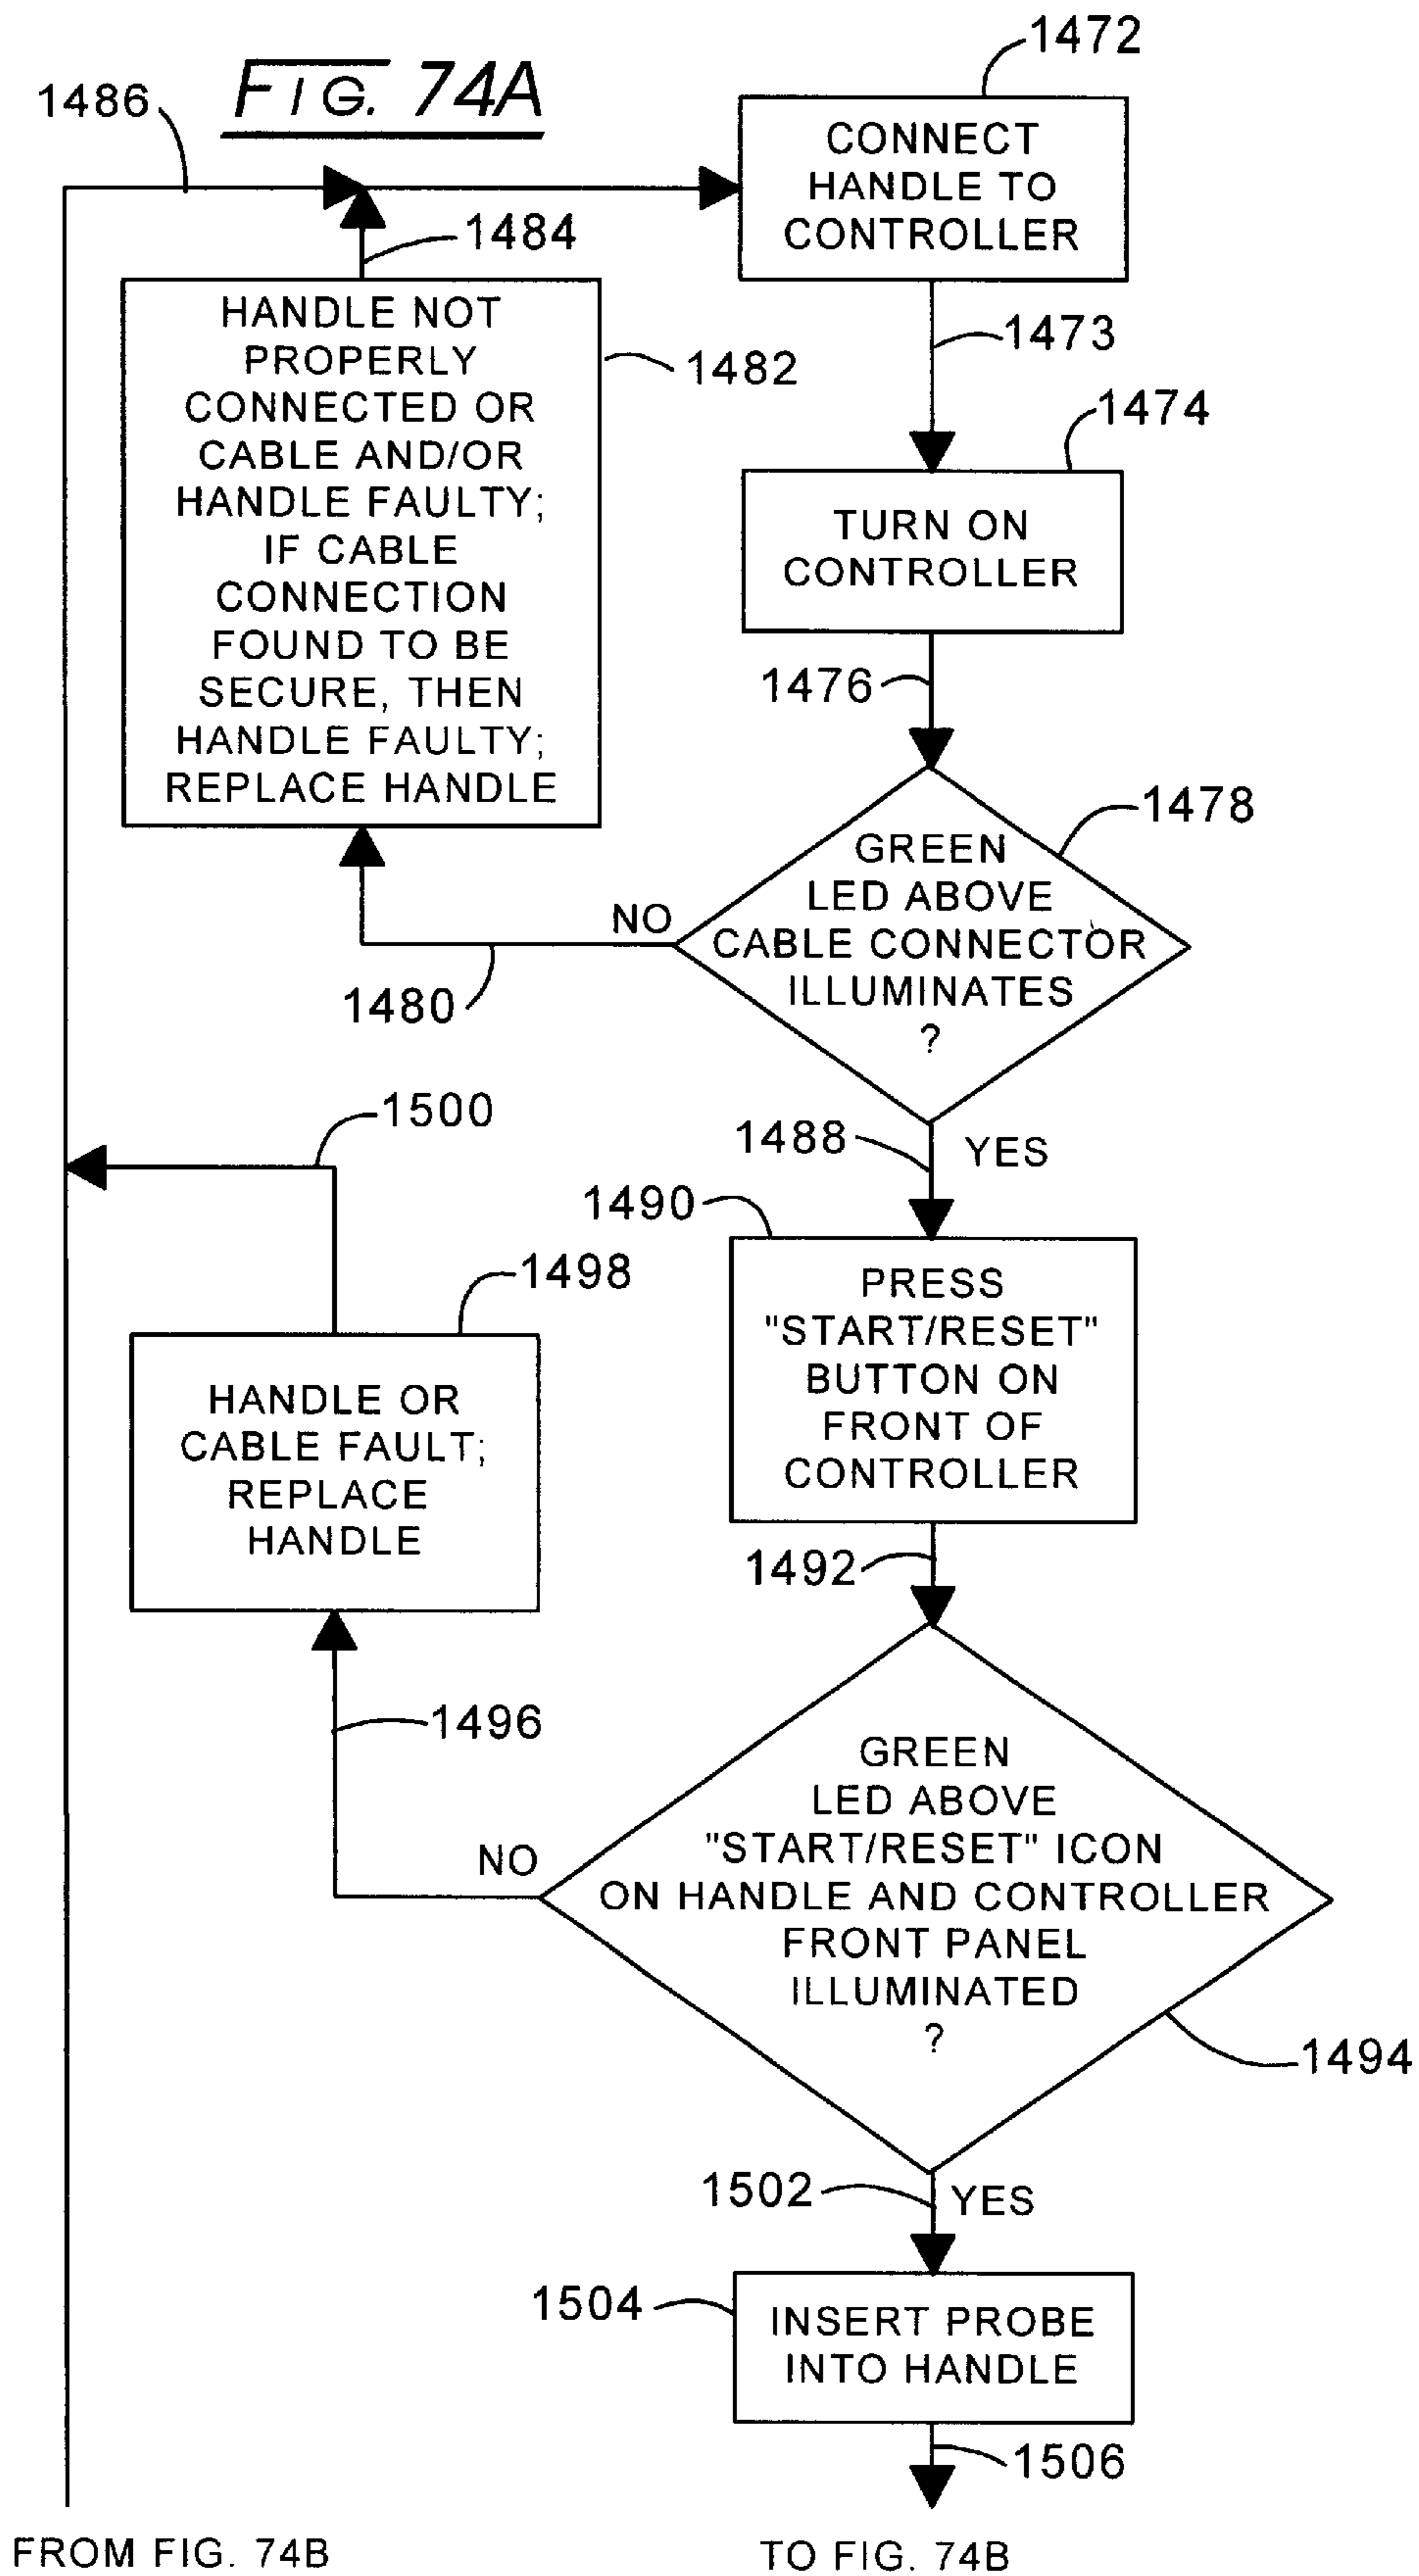 FIG. 74A
1472
1486
CONNECT
HANDLE TO
CONTROLLER
1484
1473
HANDLE NOT
PROPERLY
CONNECTED OR
CABLE AND/OR
HANDLE FAULTY;
IF CABLE
CONNECTION
FOUND TO BE
SECURE, THEN
HANDLE FAULTY;
REPLACE HANDLE
1482
1474
TURN ON
CONTROLLER
1476
1478
GREEN
LED ABOVE
CABLE CONNECTOR
ILLUMINATES
?
NO
1480
1488
YES
1500
1490
PRESS
"START/RESET"
BUTTON ON
FRONT OF
CONTROLLER
1498
HANDLE OR
CABLE FAULT;
REPLACE
HANDLE
1492
1496
GREEN
LED ABOVE
"START/RESET" ICON
ON HANDLE AND CONTROLLER
FRONT PANEL
ILLUMINATED
?
NO
1494
1502
YES
1504
INSERT PROBE
INTO HANDLE
1506
FROM FIG. 74B
TO FIG. 74B